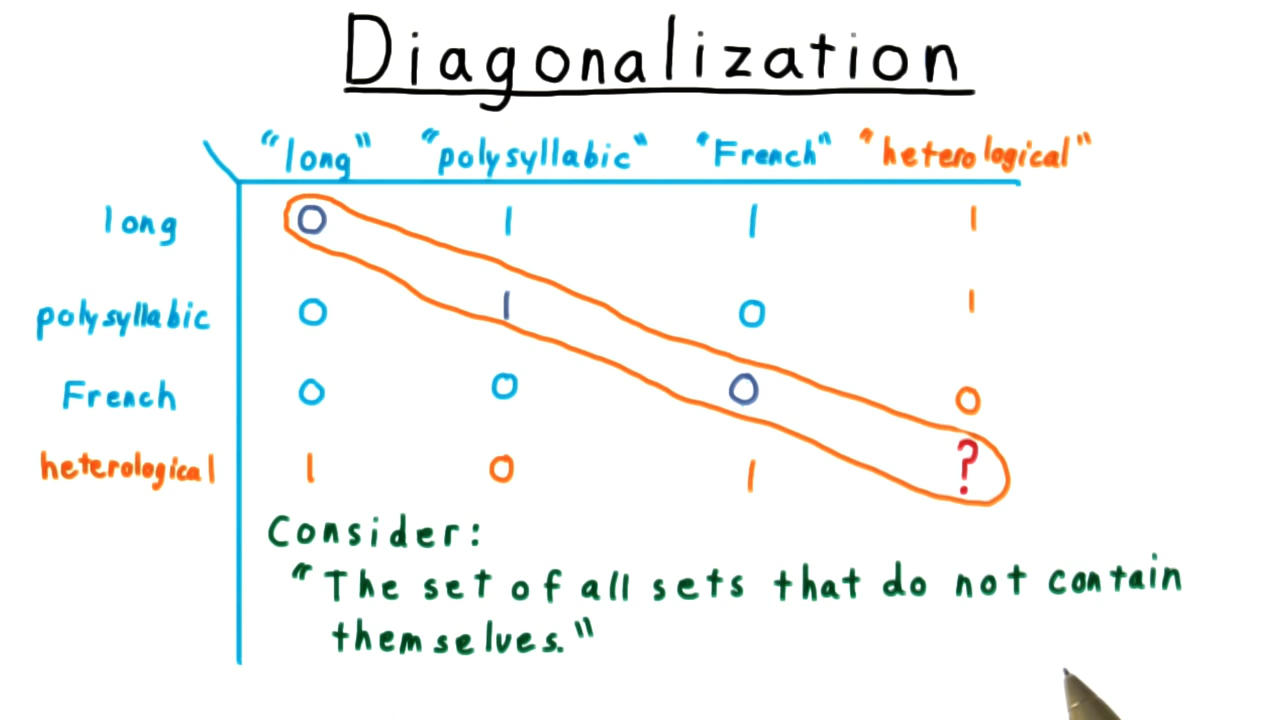 Diagonalization
"long" "polysyllabic" "French" "heterological"
long 0 1 1 1
polysyllabic 0 1 0 1
French 0 0 0 0
heterological 1 0 1 ?
Consider:
"The set of all sets that do not contain
themselves."